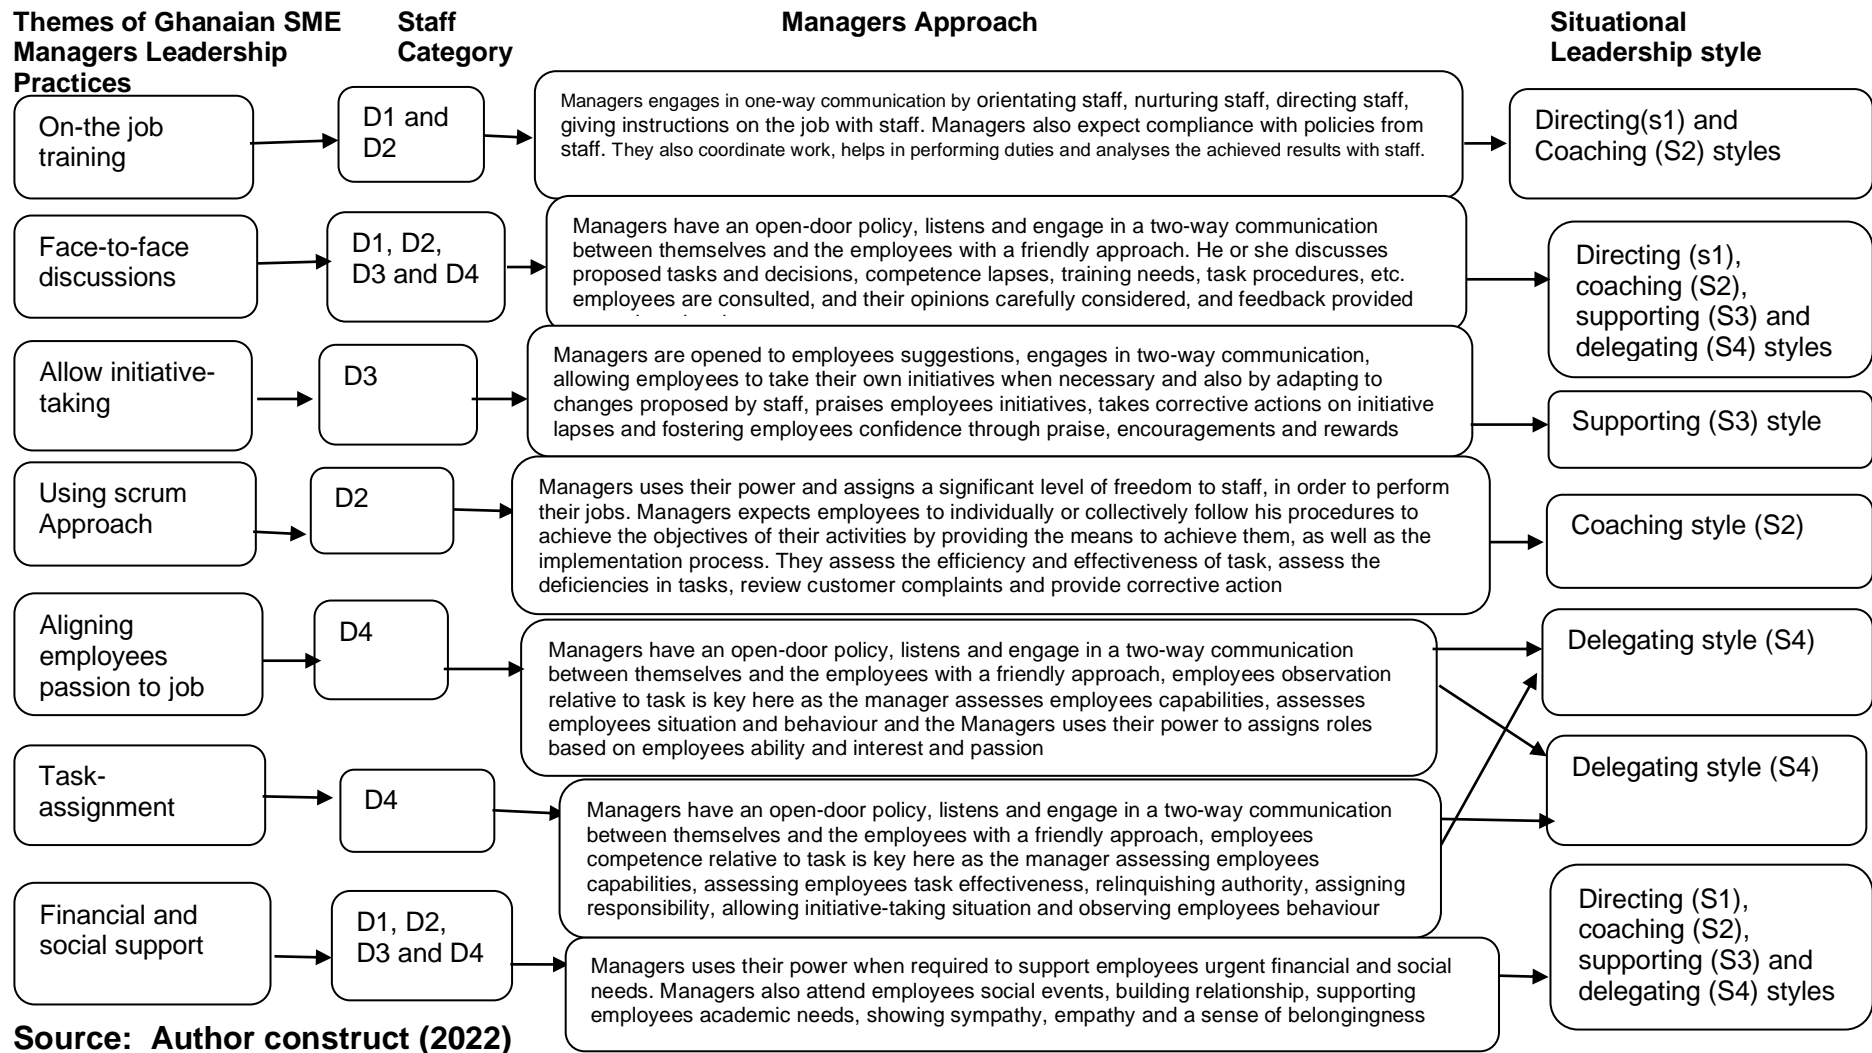 Themes of Ghanaian SME
Managers Leadership
Practices
Staff
Category
Managers Approach
Situational
Leadership style
On-the job
training
D1 and
D2
Managers engages in one-way communication by orientating staff, nurturing staff, directing staff,
giving instructions on the job with staff. Managers also expect compliance with policies from
staff. They also coordinate work, helps in performing duties and analyses the achieved results with staff.
Directing(s1) and
Coaching (S2) styles
Face-to-face
discussions
D1, D2,
D3 and D4
Managers have an open-door policy, listens and engage in a two-way communication
between themselves and the employees with a friendly approach. He or she discusses
proposed tasks and decisions, competence lapses, training needs, task procedures, etc.
employees are consulted, and their opinions carefully considered, and feedback provided
Directing (s1),
coaching (S2),
supporting (S3) and
delegating (S4) styles
Allow initiative-
taking
D3
Managers are opened to employees suggestions, engages in two-way communication,
allowing employees to take their own initiatives when necessary and also by adapting to
changes proposed by staff, praises employees initiatives, takes corrective actions on initiative
lapses and fostering employees confidence through praise, encouragements and rewards
Supporting (S3) style
Using scrum
Approach
D2
Managers uses their power and assigns a significant level of freedom to staff, in order to perform
their jobs. Managers expects employees to individually or collectively follow his procedures to
achieve the objectives of their activities by providing the means to achieve them, as well as the
implementation process. They assess the efficiency and effectiveness of task, assess the
deficiencies in tasks, review customer complaints and provide corrective action
Coaching style (S2)
Aligning
employees
passion to job
D4
Managers have an open-door policy, listens and engage in a two-way communication
between themselves and the employees with a friendly approach, employees observation
relative to task is key here as the manager assesses employees capabilities, assesses
employees situation and behaviour and the Managers uses their power to assigns roles
based on employees ability and interest and passion
Delegating style (S4)
Task-
assignment
D4
Managers have an open-door policy, listens and engage in a two-way communication
between themselves and the employees with a friendly approach, employees
competence relative to task is key here as the manager assessing employees
capabilities, assessing employees task effectiveness, relinquishing authority, assigning
responsibility, allowing initiative-taking situation and observing employees behaviour
Delegating style (S4)
Financial and
social support
D1, D2,
D3 and D4
Managers uses their power when required to support employees urgent financial and social
needs. Managers also attend employees social events, building relationship, supporting
employees academic needs, showing sympathy, empathy and a sense of belongingness
Directing (S1),
coaching (S2),
supporting (S3) and
delegating (S4) styles
Source: Author construct (2022)